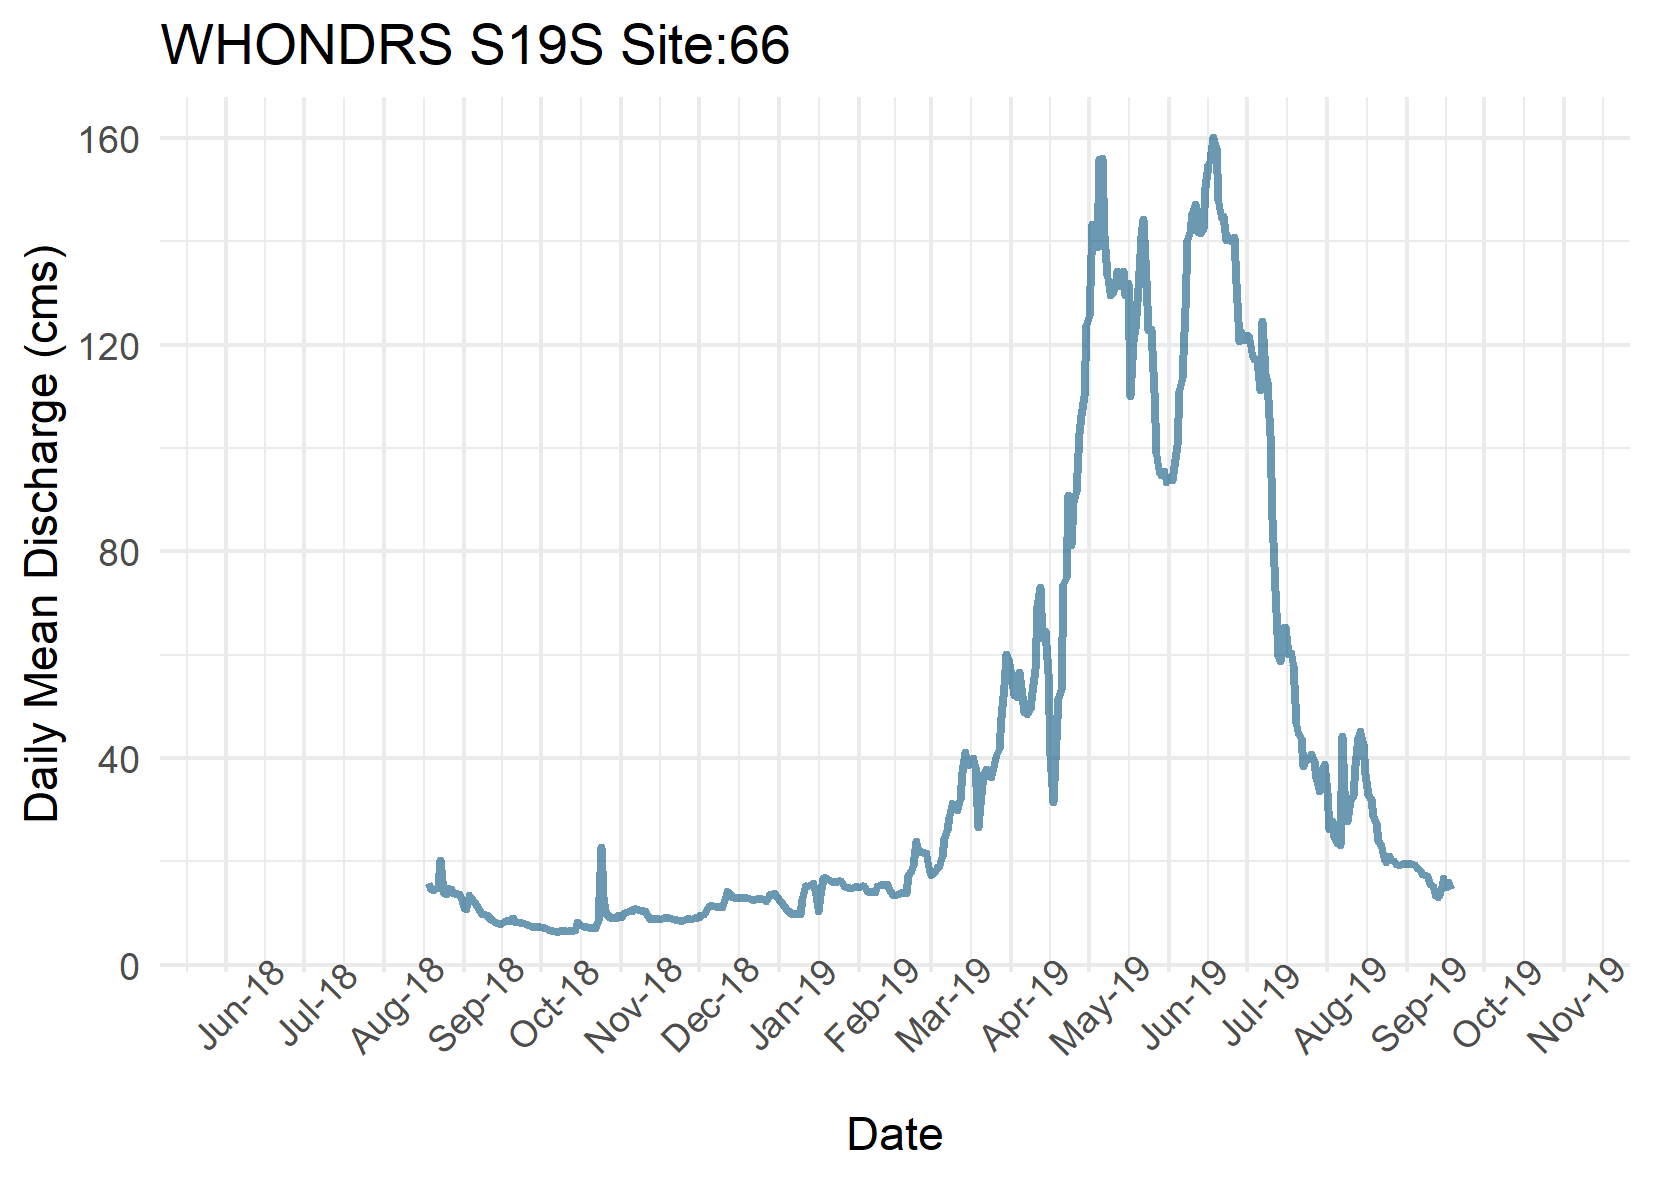 WHONDRS S19S Site:66
Daily Mean Discharge (cms)
160
120
80
40
0
Jun-18
Jul-18
Aug-18
Sep-18
Oct-18
Nov-18
Dec-18
Jan-19
Feb-19
Mar-19
Apr-19
May-19
Jun-19
Jul-19
Aug-19
Sep-19
Oct-19
Nov-19
Date